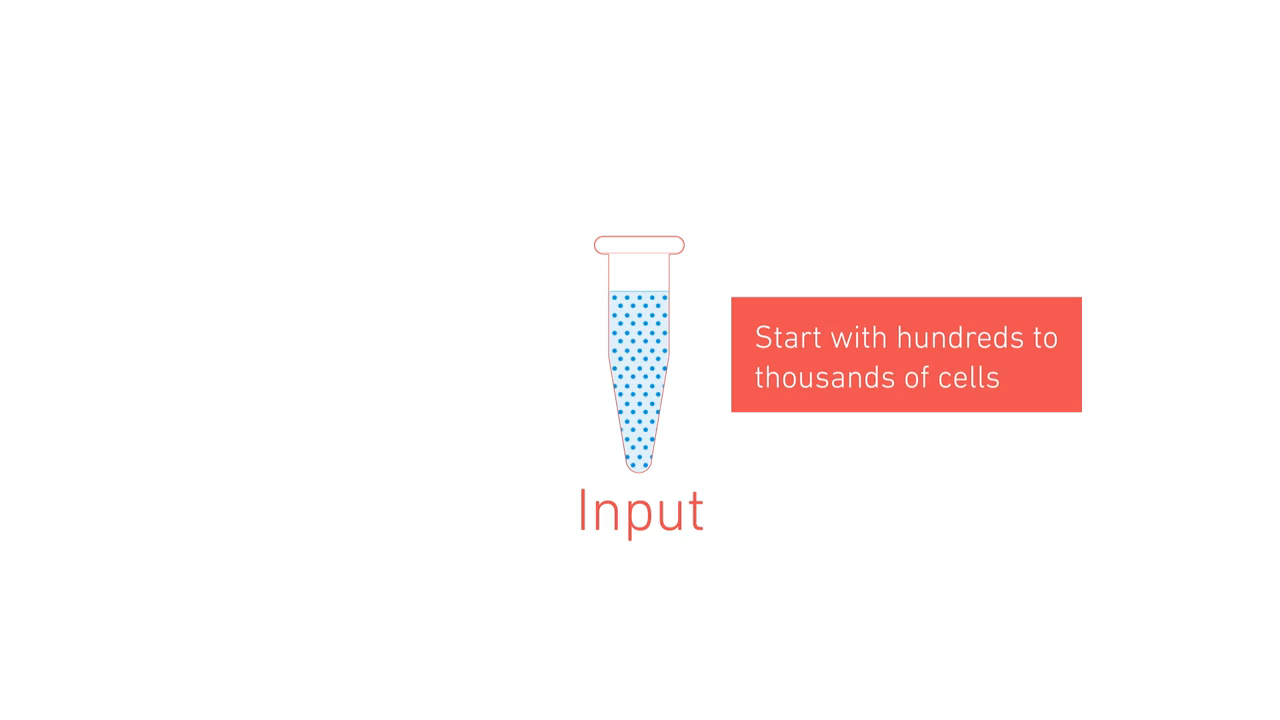 Start with hundreds to
thousands of cells
Input